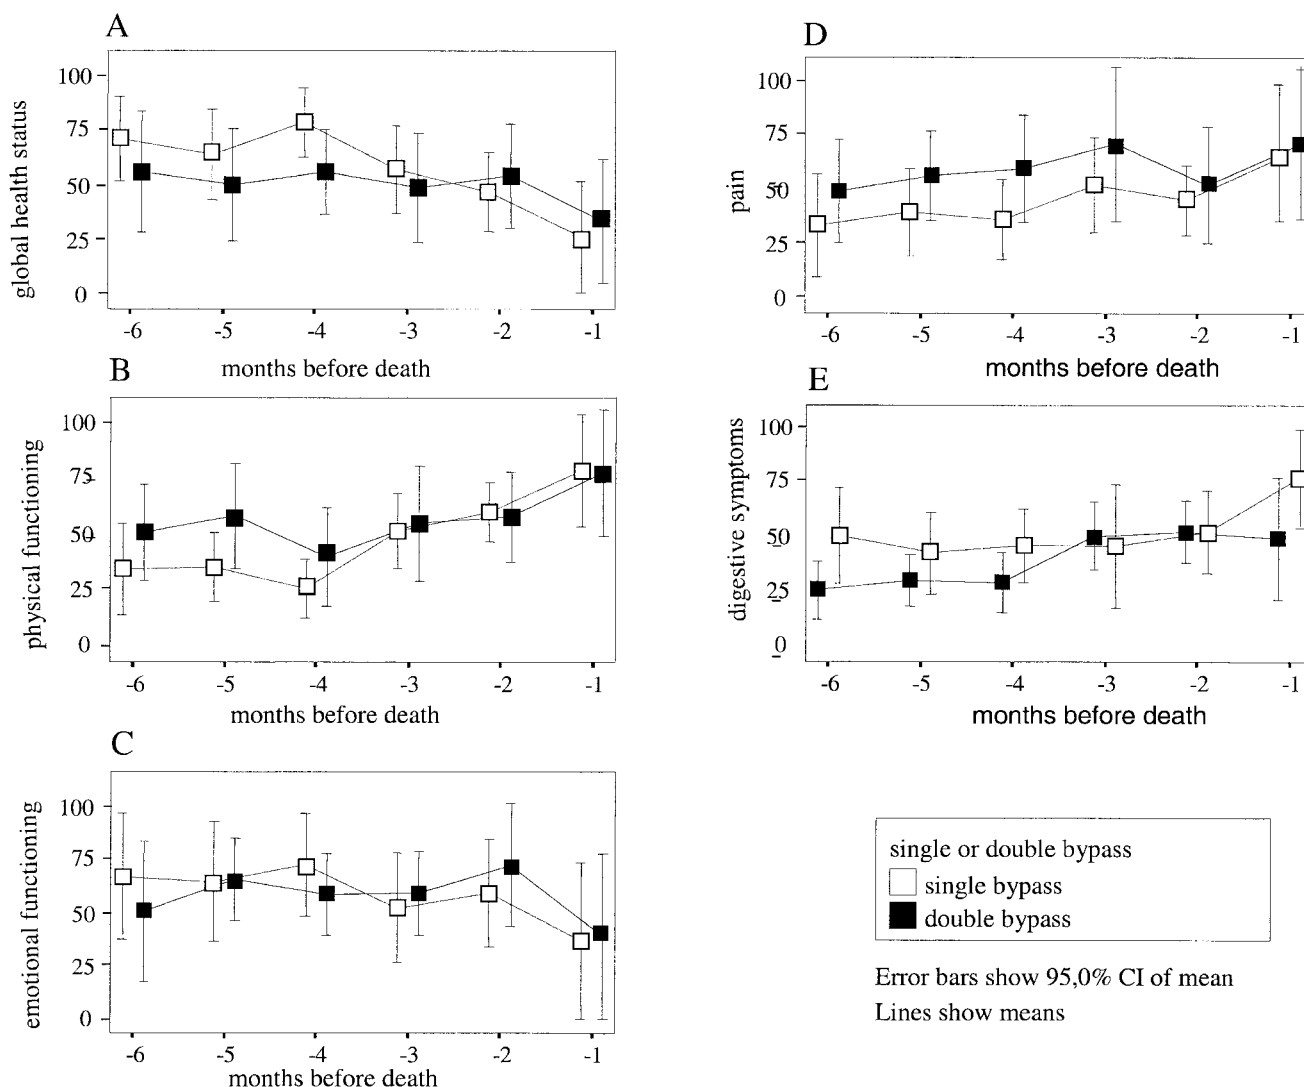 A
global health status
100
75
50
25
0
-6 -5 -4 -3 -2 -1
months before death
B
physical functioning
100
75
50
25
0
-6 -5 -4 -3 -2 -1
months before death
C
emotional functioning
100
75
50
25
0
-6 -5 -4 -3 -2 -1
months before death
D
pain
100
75
50
25
0
-6 -5 -4 -3 -2 -1
months before death
E
digestive symptoms
100
75
50
25
0
-6 -5 -4 -3 -2 -1
months before death
single or double bypass
single bypass
double bypass
Error bars show 95,0% CI of mean
Lines show means